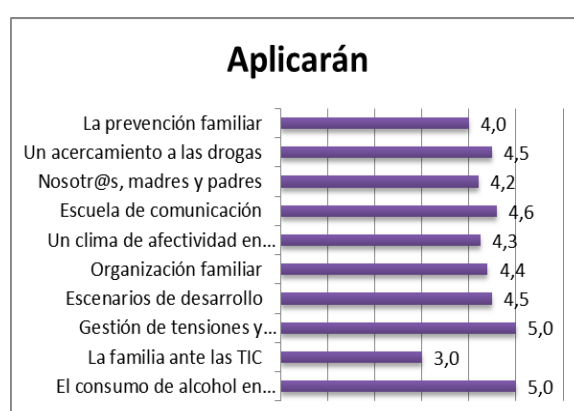 Aplicarán
La prevención familiar 4,0
Un acercamiento a las drogas 4,5
Nosotr@s, madres y padres 4,2
Escuela de comunicación 4,6
Un clima de afectividad en... 4,3
Organización familiar 4,4
Escenarios de desarrollo 4,5
Gestión de tensiones y... 5,0
La familia ante las TIC 3,0
El consumo de alcohol en... 5,0